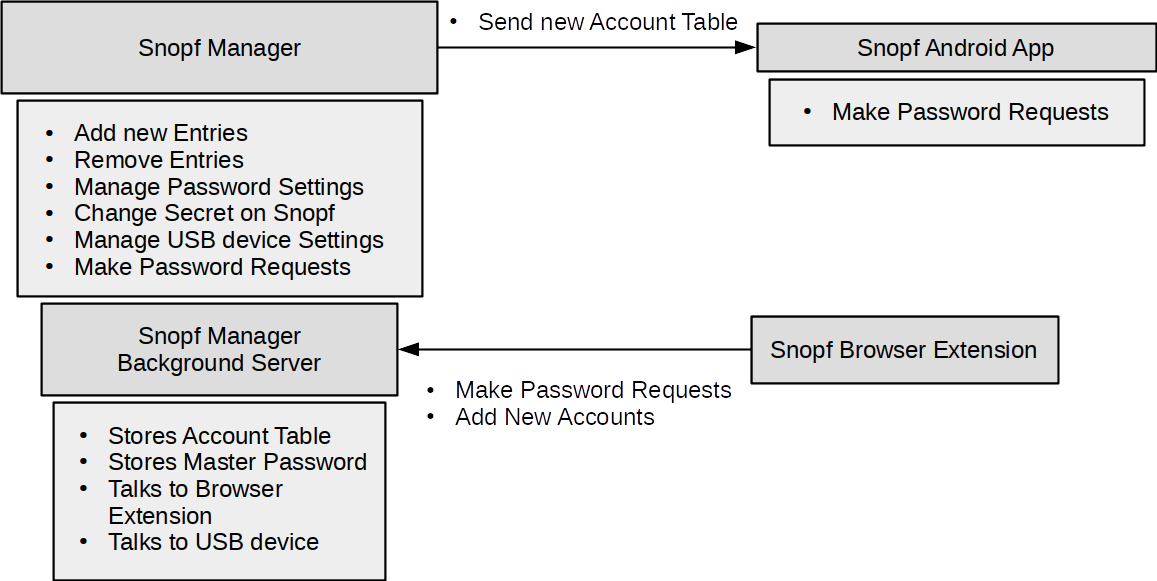 Snopf Manager
• Send new Account Table
Snopf Android App
• Make Password Requests
• Add new Entries
• Remove Entries
• Manage Password Settings
• Change Secret on Snopf
• Manage USB device Settings
• Make Password Requests
Snopf Manager
Background Server
Snopf Browser Extension
• Make Password Requests
• Add New Accounts
• Stores Account Table
• Stores Master Password
• Talks to Browser
Extension
• Talks to USB device